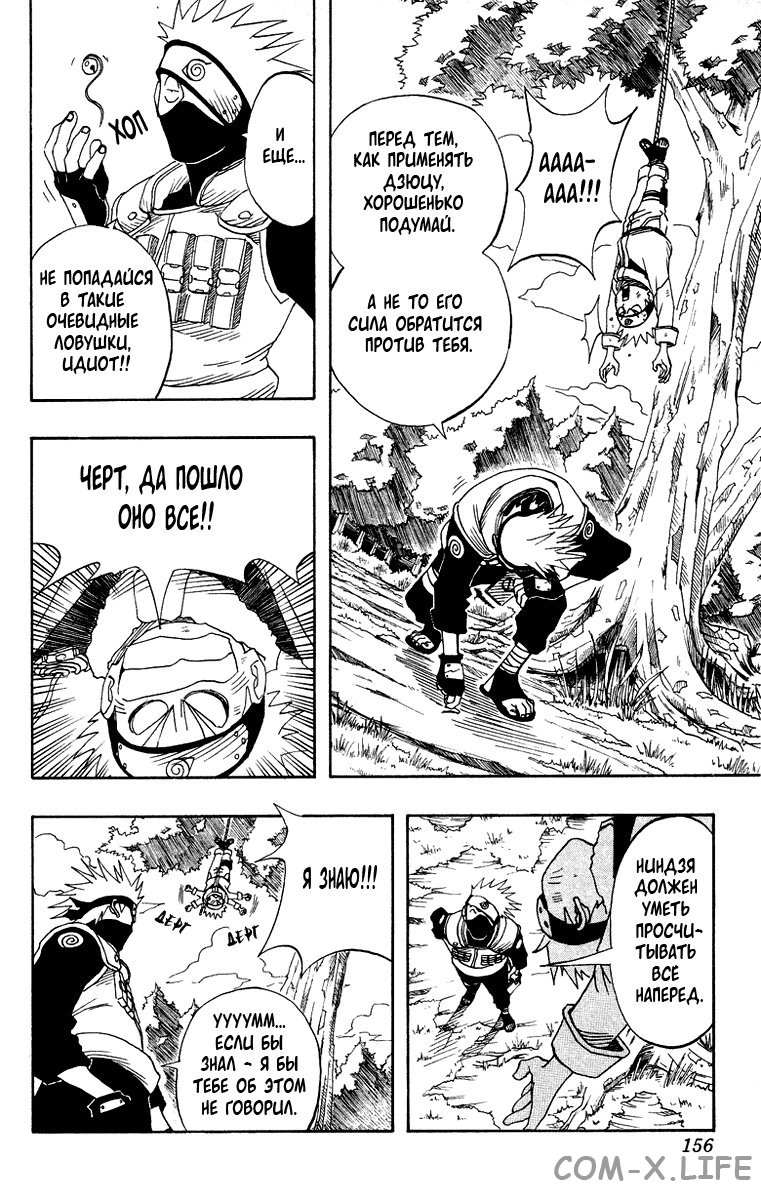 АААА-
ААА!!!
ПЕРЕД ТЕМ,
КАК ПРИМЕНЯТЬ
ДЗЮЦУ,
ХОРОШЕНЬКО
ПОДУМАЙ.
А НЕ ТО ЕГО
СИЛА ОБРАТИТСЯ
ПРОТИВ ТЕБЯ.
И
ЕЩЕ...
ХОП
НЕ ПОПАДАЙСЯ
В ТАКИЕ
ОЧЕВИДНЫЕ
ЛОВУШКИ,
ИДИОТ!!
ЧЕРТ, ДА ПОШЛО
ОНО ВСЕ!!
НИНДЗЯ
ДОЛЖЕН
УМЕТЬ
ПРОСЧИ-
ТЫВАТЬ
ВСЕ
НАПЕРЕД.
Я ЗНАЮ!!!
ДЕРГ
ДЕРГ
УУУУММ...
ЕСЛИ БЫ
ЗНАЛ - Я БЫ
ТЕБЕ ОБ ЭТОМ
НЕ ГОВОРИЛ.
156
COM-X.LIFE